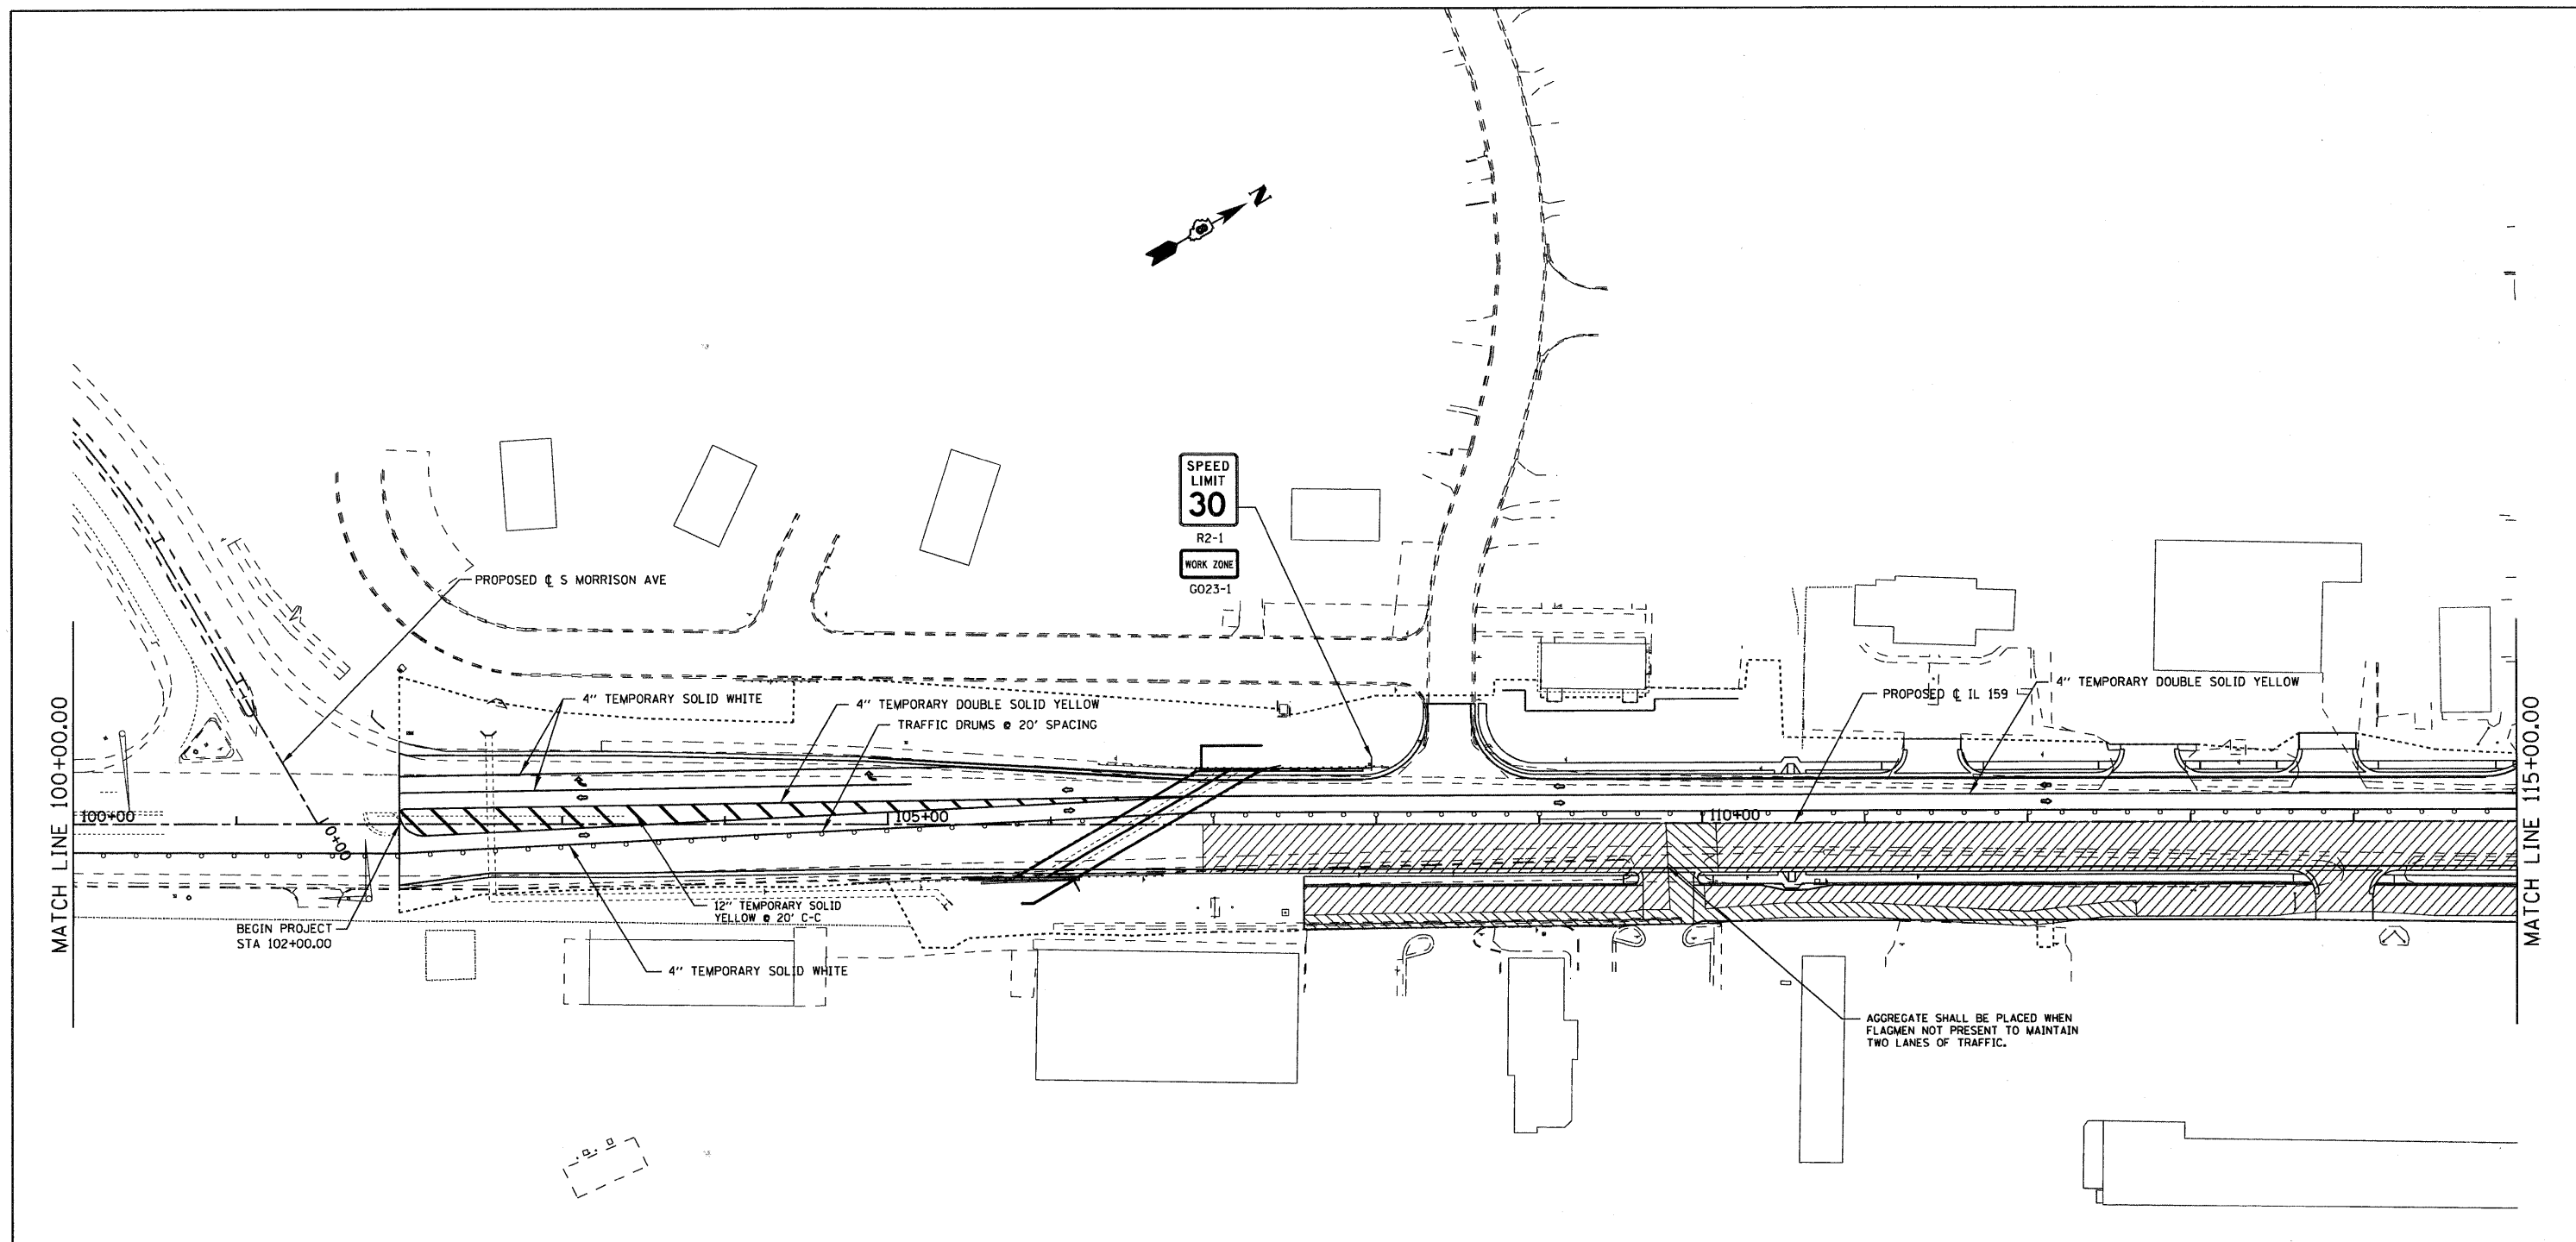 N
SPEED
LIMIT
30
R2-1
WORK ZONE
G023-1
PROPOSED ℄ S MORRISON AVE
4" TEMPORARY SOLID WHITE
4" TEMPORARY DOUBLE SOLID YELLOW
TRAFFIC DRUMS @ 20' SPACING
PROPOSED ℄ IL 159
4" TEMPORARY DOUBLE SOLID YELLOW
MATCH LINE 100+00.00
MATCH LINE 115+00.00
100+00
10+00
105+00
110+00
12" TEMPORARY SOLID
YELLOW @ 20' C-C
BEGIN PROJECT
STA 102+00.00
4" TEMPORARY SOLID WHITE
AGGREGATE SHALL BE PLACED WHEN
FLAGMEN NOT PRESENT TO MAINTAIN
TWO LANES OF TRAFFIC.